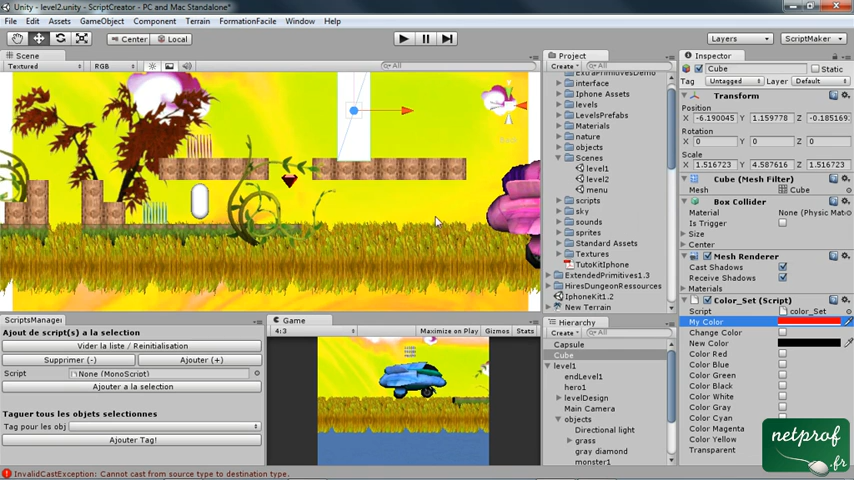 Unity - level2.unity - ScriptCreator - PC and Mac Standalone*
File Edit Assets GameObject Component Terrain FormationFacile Window Help
Center Local Layers ScriptMaker
Scene
Textured RGB All
Project
Create All
ExtraPrimitivesDemo
interface
Iphone Assets
levels
LevelsPrefabs
Materials
nature
objects
Scenes
level1
level2
menu
scripts
sky
sounds
sprites
Standard Assets
Textures
TutoKitIphone
ExtendedPrimitives1.3
HiresDungeonRessources
IphoneKit1.2
New Terrain
Inspector
Cube Static
Tag Untagged Layer Default
Transform
Position
X -6.190045 Y 1.159778 Z -0.185169
Rotation
X 0 Y 0 Z 0
Scale
X 1.516723 Y 4.587616 Z 1.516723
Cube (Mesh Filter)
Mesh Cube
Box Collider
Material None (Physic Mat
Is Trigger
Size
Center
Mesh Renderer
Cast Shadows
Receive Shadows
Materials
Color_Set (Script)
Script color_Set
My Color
Change Color
New Color
Color Red
Color Blue
Color Green
Color Black
Color White
Color Gray
Color Cyan
Color Magenta
Color Yellow
Transparent
ScriptsManager
Ajout de script(s) a la selection
Vider la liste / Reinitialisation
Supprimer (-) Ajouter (+)
Script None (MonoScript)
Ajouter a la selection
Taguer tous les objets selectionnes
Tag pour les obj
Ajouter Tag!
Game
4:3 Maximize on Play Gizmos Stats
Hierarchy
Create All
Capsule
Cube
level1
endLevel1
hero1
levelDesign
Main Camera
objects
Directional light
grass
gray diamond
monster1
InvalidCastException: Cannot cast from source type to destination type.
netprof
.fr